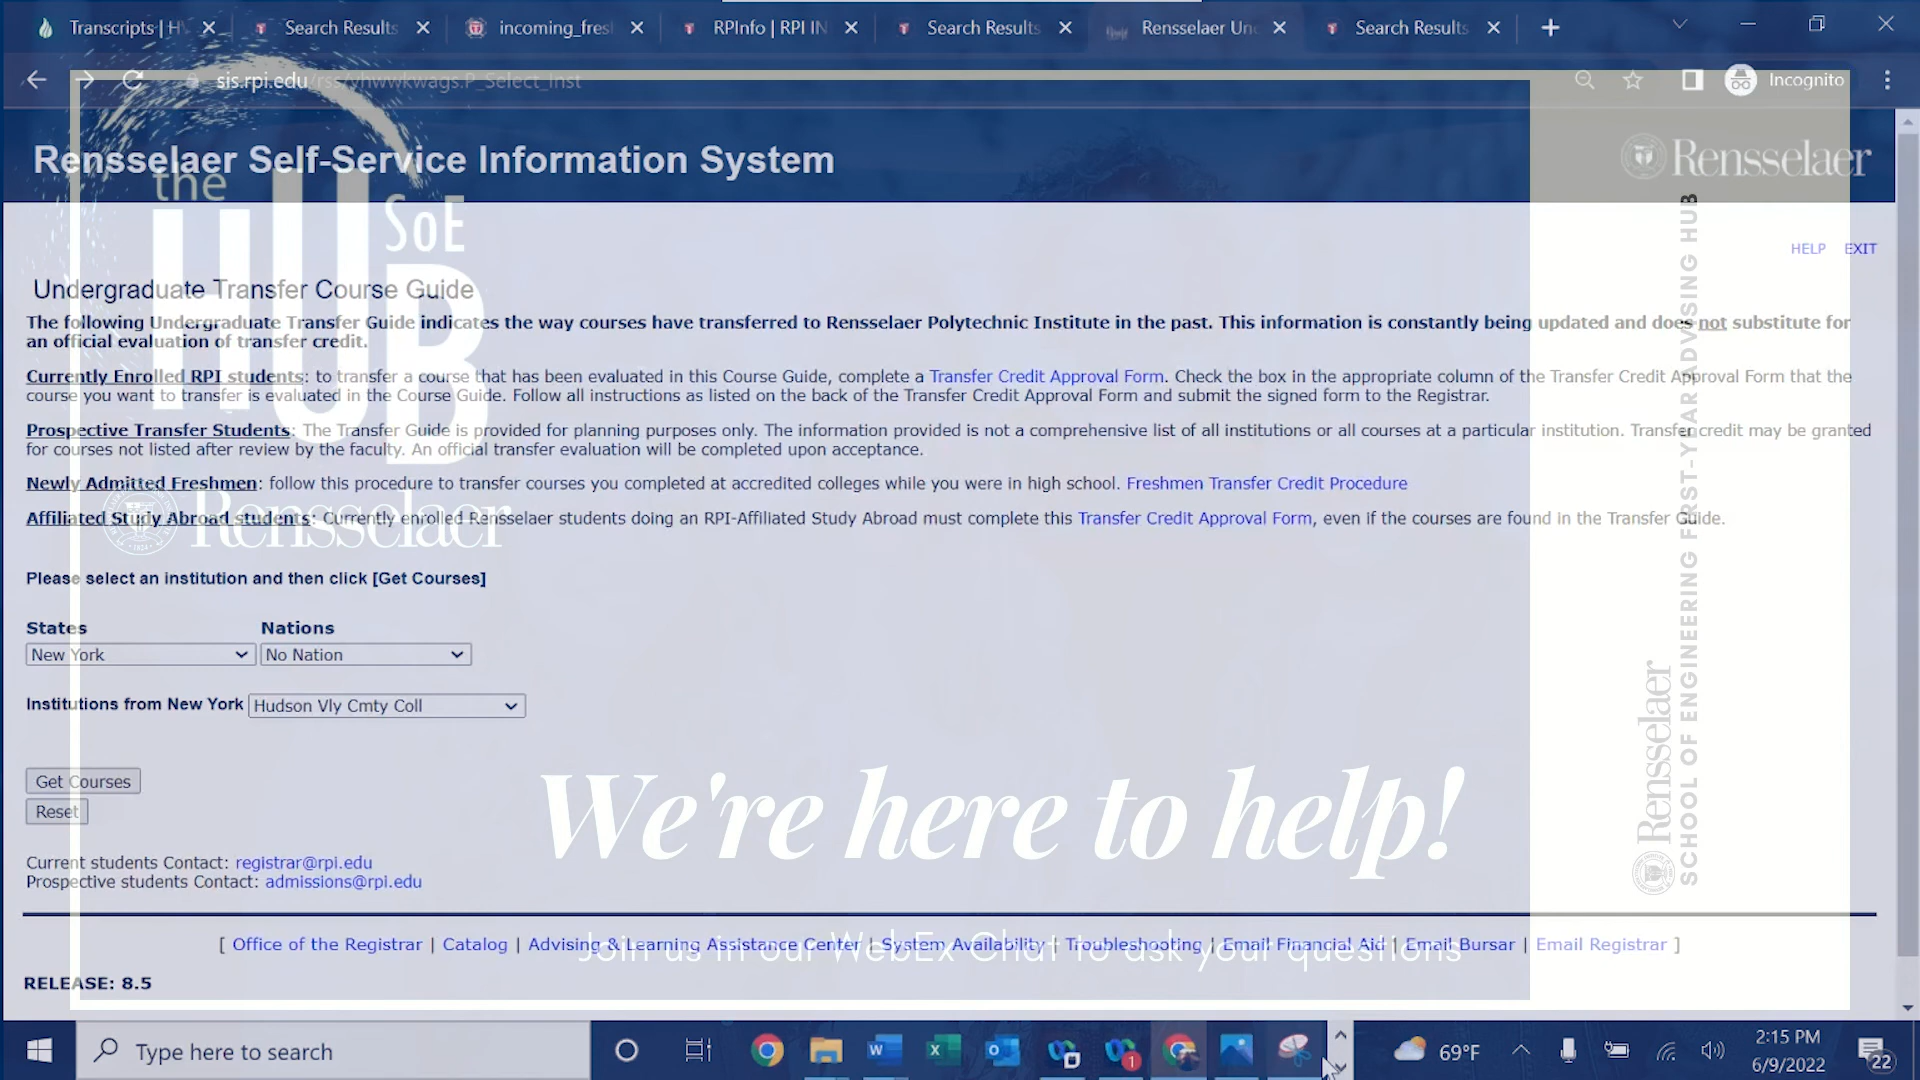 Transcripts | H
Search Results
incoming_fresh
RPInfo | RPI IN
Search Results
Rensselaer Und
Search Results
sis.rpi.edu/rss/yhwwkwags.P_Select_Inst
Incognito
Rensselaer Self-Service Information System
Rensselaer
the
HUB
SoE
Rensselaer
HELP EXIT
Undergraduate Transfer Course Guide
The following Undergraduate Transfer Guide indicates the way courses have transferred to Rensselaer Polytechnic Institute in the past. This information is constantly being updated and does not substitute for
an official evaluation of transfer credit.
Currently Enrolled RPI students: to transfer a course that has been evaluated in this Course Guide, complete a Transfer Credit Approval Form. Check the box in the appropriate column of the Transfer Credit Approval Form that the
course you want to transfer is evaluated in the Course Guide. Follow all instructions as listed on the back of the Transfer Credit Approval Form and submit the signed form to the Registrar.
Prospective Transfer Students: The Transfer Guide is provided for planning purposes only. The information provided is not a comprehensive list of all institutions or all courses at a particular institution. Transfer credit may be granted
for courses not listed after review by the faculty. An official transfer evaluation will be completed upon acceptance.
Newly Admitted Freshmen: follow this procedure to transfer courses you completed at accredited colleges while you were in high school. Freshmen Transfer Credit Procedure
Affiliated Study Abroad students: Currently enrolled Rensselaer students doing an RPI-Affiliated Study Abroad must complete this Transfer Credit Approval Form, even if the courses are found in the Transfer Guide.
Please select an institution and then click [Get Courses]
States Nations
New York No Nation
Institutions from New York Hudson Vly Cmty Coll
Get Courses
Reset
We're here to help!
Rensselaer
SCHOOL OF ENGINEERING FIRST-YEAR ADVISING HUB
Current students Contact: registrar@rpi.edu
Prospective students Contact: admissions@rpi.edu
[ Office of the Registrar | Catalog | Advising & Learning Assistance Center | System Availability | Troubleshooting | Email Financial Aid | Email Bursar | Email Registrar ]
Join us in our WebEx Chat to ask your questions
RELEASE: 8.5
Type here to search
1
69°F
2:15 PM
6/9/2022
22